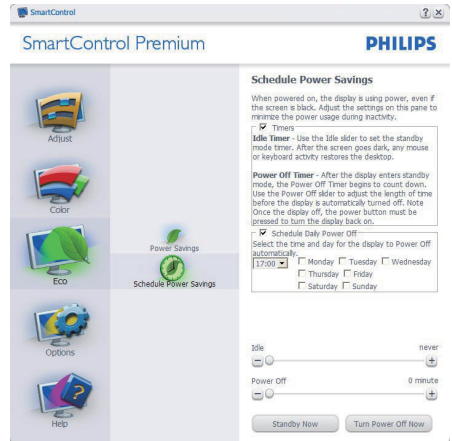 SmartControl
? ×
SmartControl Premium
PHILIPS
Adjust
Color
Eco
Options
Help
Power Savings
Schedule Power Savings
Schedule Power Savings
When powered on, the display is using power, even if
the screen is black. Adjust the settings on this pane to
minimize the power usage during inactivity.
Timers
Idle Timer - Use the Idle slider to set the standby
mode timer. After the screen goes dark, any mouse
or keyboard activity restores the desktop.
Power Off Timer - After the display enters standby
mode, the Power Off Timer begins to count down.
Use the Power Off slider to adjust the length of time
before the display is automatically turned off. Note
Once the display off, the power button must be
pressed to turn the display back on.
Schedule Daily Power Off
Select the time and day for the display to Power Off
automatically.
17:00 Monday Tuesday Wednesday
Thursday Friday
Saturday Sunday
Idle never
Power Off 0 minute
Standby Now Turn Power Off Now